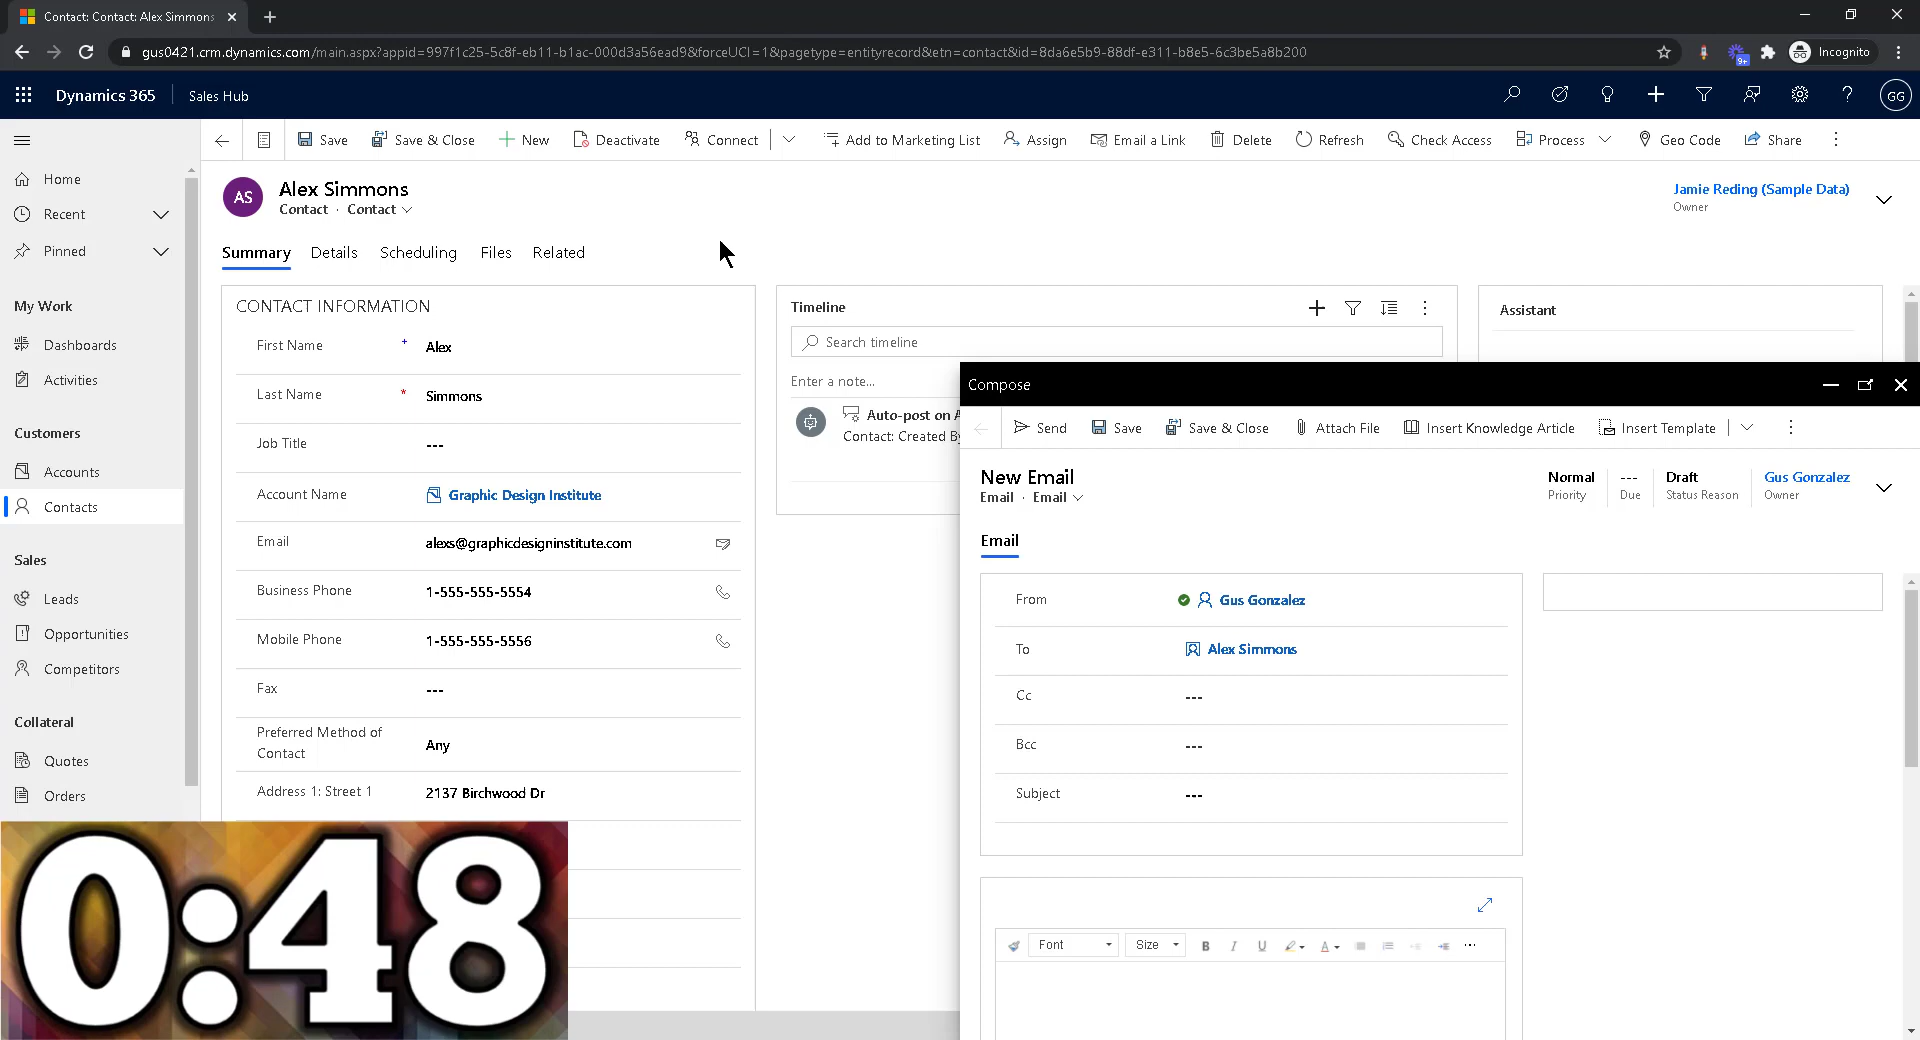 Contact: Contact: Alex Simmons
gus0421.crm.dynamics.com/main.aspx?appid=997f1c25-5c8f-eb11-b1ac-000d3a56ead9&forceUCI=1&pagetype=entityrecord&etn=contact&id=8da6e5b9-88df-e311-b8e5-6c3be5a8b200
9+
Incognito
Dynamics 365
Sales Hub
GG
Save
Save & Close
New
Deactivate
Connect
Add to Marketing List
Assign
Email a Link
Delete
Refresh
Check Access
Process
Geo Code
Share
Home
Recent
Pinned
My Work
Dashboards
Activities
Customers
Accounts
Contacts
Sales
Leads
Opportunities
Competitors
Collateral
Quotes
Orders
AS
Alex Simmons
Contact · Contact
Jamie Reding (Sample Data)
Owner
Summary
Details
Scheduling
Files
Related
CONTACT INFORMATION
First Name + Alex
Last Name * Simmons
Job Title ---
Account Name Graphic Design Institute
Email alexs@graphicdesigninstitute.com
Business Phone 1-555-555-5554
Mobile Phone 1-555-555-5556
Fax ---
Preferred Method of
Contact
Any
Address 1: Street 1 2137 Birchwood Dr
Timeline
Search timeline
Enter a note...
Auto-post on A
Contact: Created By
Assistant
Compose
Send
Save
Save & Close
Attach File
Insert Knowledge Article
Insert Template
New Email
Email · Email
Normal
Priority
---
Due
Draft
Status Reason
Gus Gonzalez
Owner
Email
From Gus Gonzalez
To Alex Simmons
Cc ---
Bcc ---
Subject ---
Font
Size
B I U
A
0:48